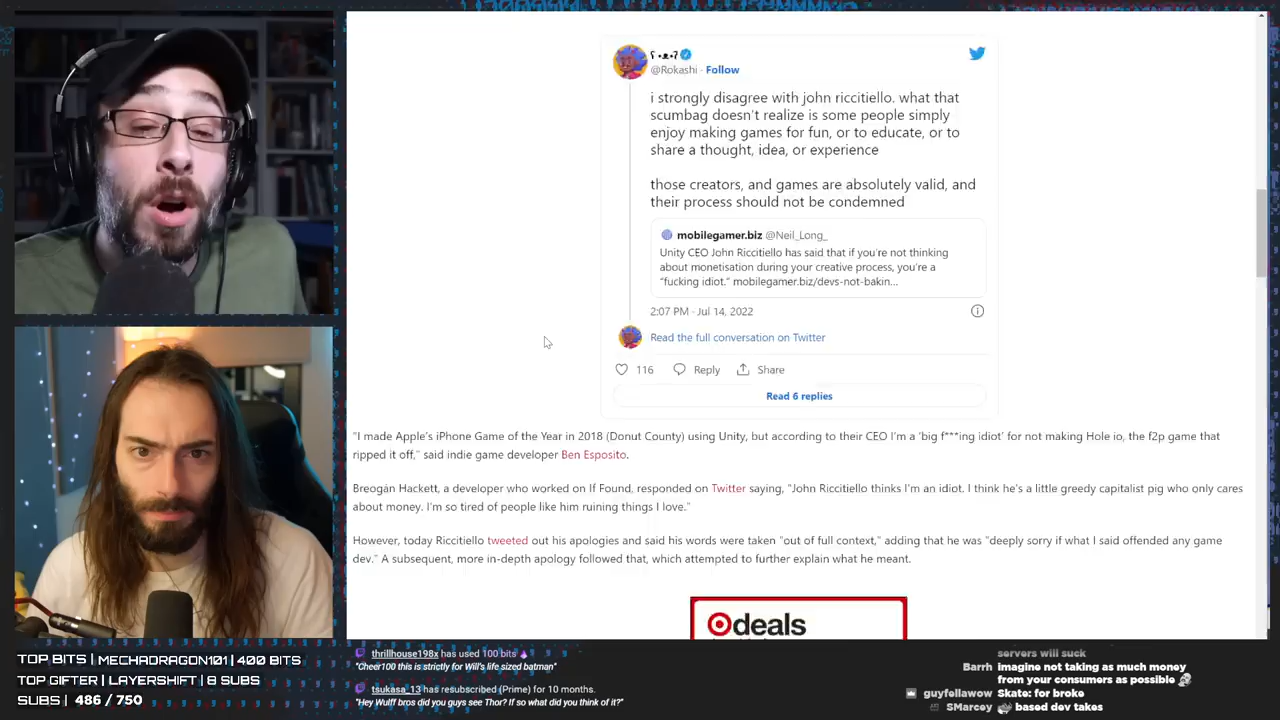 ʕ •ᴥ•ʔ
@Rokashi · Follow
i strongly disagree with john riccitiello. what that
scumbag doesn't realize is some people simply
enjoy making games for fun, or to educate, or to
share a thought, idea, or experience
those creators, and games are absolutely valid, and
their process should not be condemned
mobilegamer.biz @Neil_Long_
Unity CEO John Riccitiello has said that if you're not thinking
about monetisation during your creative process, you're a
“fucking idiot.” mobilegamer.biz/devs-not-bakin...
2:07 PM · Jul 14, 2022
Read the full conversation on Twitter
116 Reply Share
Read 6 replies
"I made Apple's iPhone Game of the Year in 2018 (Donut County) using Unity, but according to their CEO I'm a 'big f***ing idiot' for not making Hole io, the f2p game that
ripped it off," said indie game developer Ben Esposito.
Breogán Hackett, a developer who worked on If Found, responded on Twitter saying, "John Riccitiello thinks I'm an idiot. I think he's a little greedy capitalist pig who only cares
about money. I'm so tired of people like him ruining things I love."
However, today Riccitiello tweeted out his apologies and said his words were taken "out of full context," adding that he was "deeply sorry if what I said offended any game
dev." A subsequent, more in-depth apology followed that, which attempted to further explain what he meant.
deals
TOP BITS | MECHADRAGON101 | 400 BITS
TOP GIFTER | LAYERSHIFT | 8 SUBS
SUBS | 486 / 750
thrillhouse198x has used 100 bits
"Cheer100 this is strictly for Will's life sized batman"
tsukasa_13 has resubscribed (Prime) for 10 months.
"Hey Wulff bros did you guys see Thor? If so what did you think of it?"
servers will suck
Barrh imagine not taking as much money
from your consumers as possible
guyfellawow Skate: for broke
SMarcey based dev takes